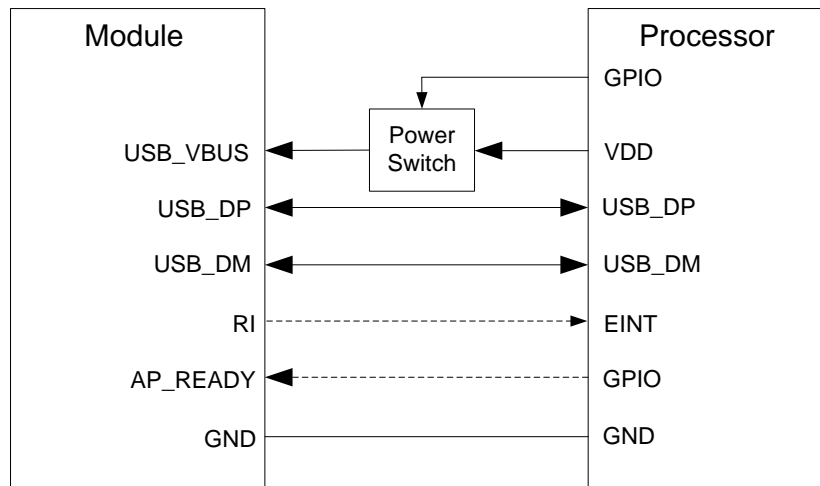 Module
Processor
GPIO
Power
Switch
USB_VBUS
VDD
USB_DP
USB_DP
USB_DM
USB_DM
RI
EINT
AP_READY
GPIO
GND
GND